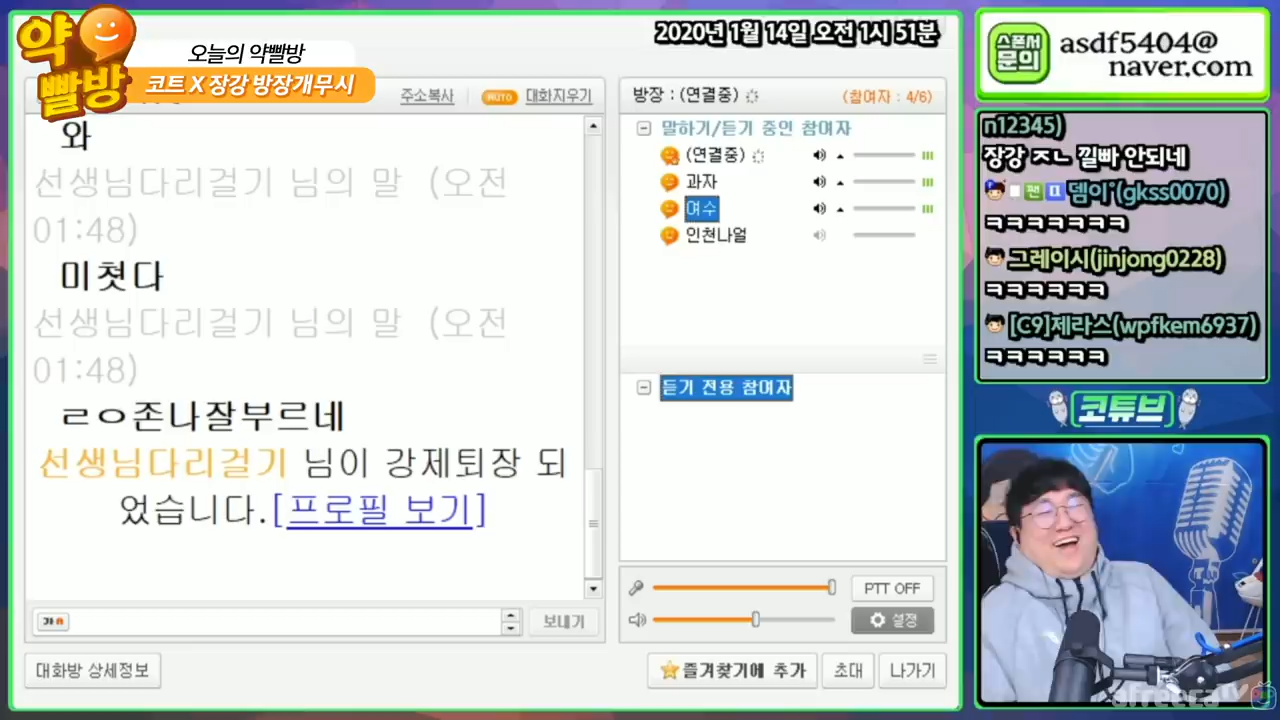 약빨방
오늘의 약빨방
코트 X 장강 방장개무시
2020년 1월 14일 오전 1시 51분
스폰서문의
asdf5404@
naver.com
주소복사
AUTO
대화지우기
와
선생님다리걸기 님의 말 (오전
01:48)
미쳣다
선생님다리걸기 님의 말 (오전
01:48)
ㄹㅇ존나잘부르네
선생님다리걸기 님이 강제퇴장 되
었습니다.[프로필 보기]
보내기
대화방 상세정보
방장 : (연결중)
(참여자 : 4/6)
말하기/듣기 중인 참여자
(연결중)
과자
여수
인천나얼
듣기 전용 참여자
PTT OFF
설정
즐겨찾기에 추가
초대
나가기
n12345)
장강 ㅈㄴ 낄빠 안되네
팬
뎀이˚(gkss0070)
ㅋㅋㅋㅋㅋㅋㅋ
그레이시(jinjong0228)
ㅋㅋㅋㅋㅋㅋ
[C9]제라스(wpfkem6937)
ㅋㅋㅋㅋㅋㅋ
코튜브
afreecaTV